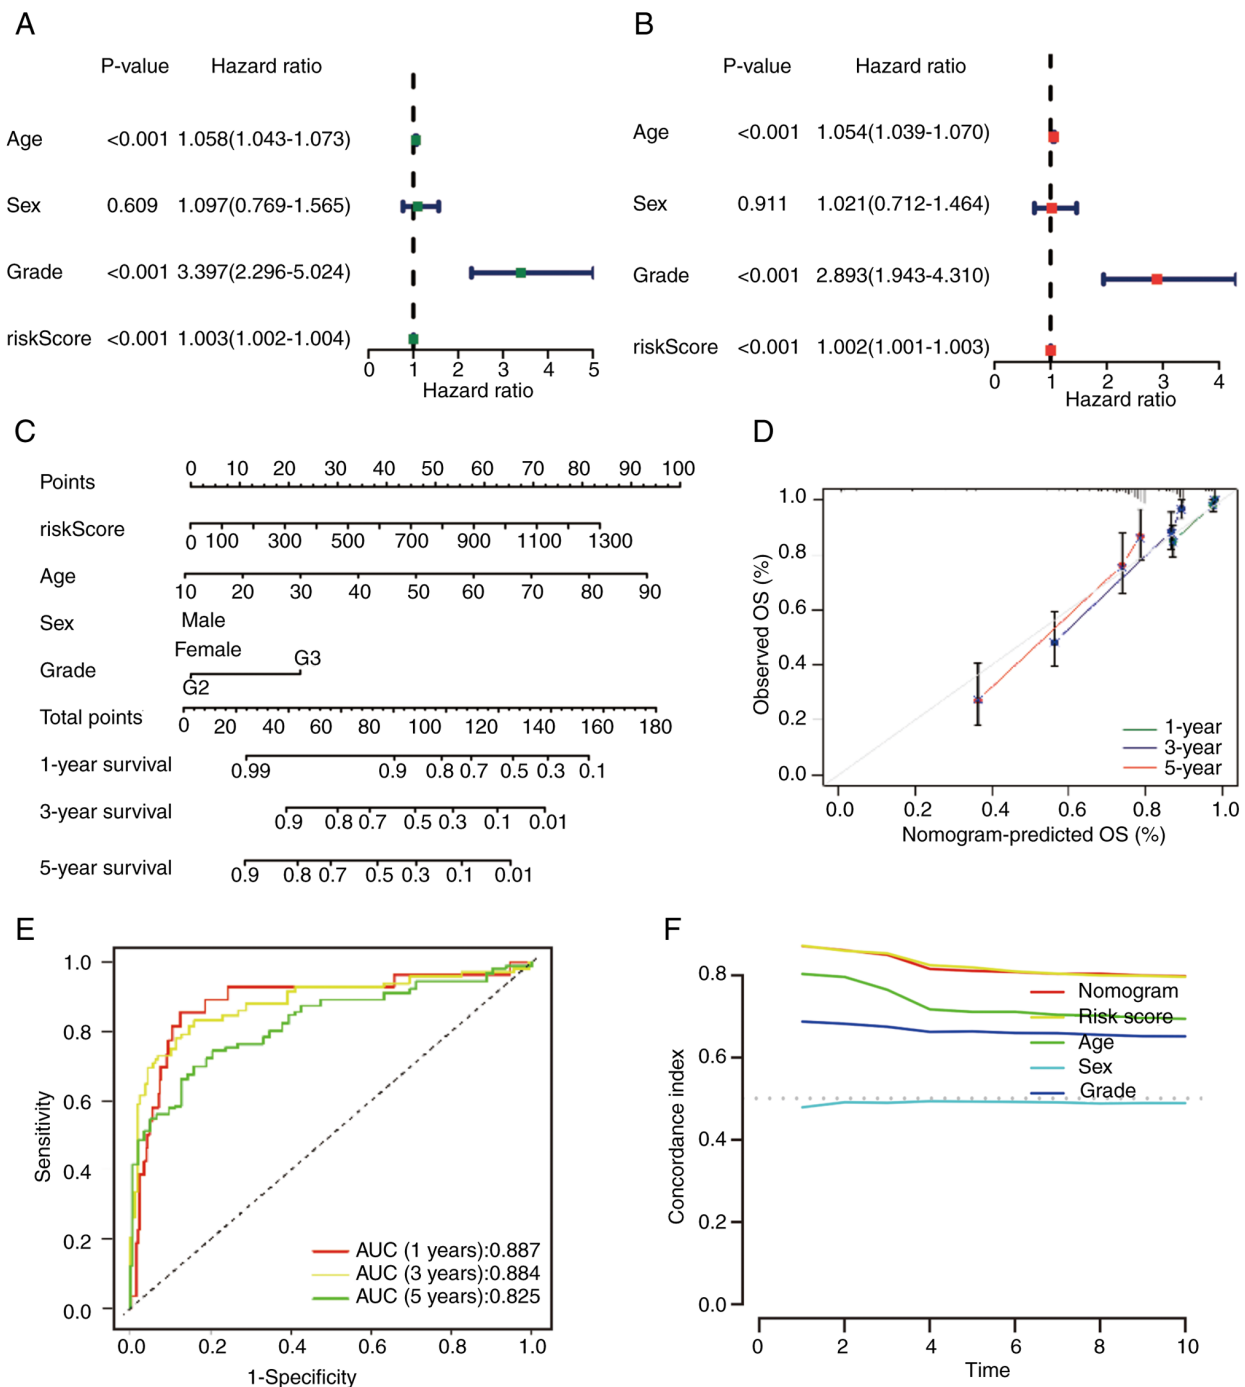 A
P-value Hazard ratio
Age <0.001 1.058(1.043-1.073)
Sex 0.609 1.097(0.769-1.565)
Grade <0.001 3.397(2.296-5.024)
riskScore <0.001 1.003(1.002-1.004)
0 1 2 3 4 5
Hazard ratio
B
P-value Hazard ratio
Age <0.001 1.054(1.039-1.070)
Sex 0.911 1.021(0.712-1.464)
Grade <0.001 2.893(1.943-4.310)
riskScore <0.001 1.002(1.001-1.003)
0 1 2 3 4
Hazard ratio
C
Points 0 10 20 30 40 50 60 70 80 90 100
riskScore 0 100 300 500 700 900 1100 1300
Age 10 20 30 40 50 60 70 80 90
Sex Male
Female
Grade G3
G2
Total points 0 20 40 60 80 100 120 140 160 180
1-year survival 0.99 0.9 0.8 0.7 0.5 0.3 0.1
3-year survival 0.9 0.8 0.7 0.5 0.3 0.1 0.01
5-year survival 0.9 0.8 0.7 0.5 0.3 0.1 0.01
D
Observed OS (%)
1.0
0.8
0.6
0.4
0.2
0.0
1-year
3-year
5-year
0.0 0.2 0.4 0.6 0.8 1.0
Nomogram-predicted OS (%)
E
Sensitivity
1.0
0.8
0.6
0.4
0.2
0.0
AUC (1 years):0.887
AUC (3 years):0.884
AUC (5 years):0.825
0.0 0.2 0.4 0.6 0.8 1.0
1-Specificity
F
Concordance index
0.8
0.6
0.4
0.2
0.0
Nomogram
Risk score
Age
Sex
Grade
0 2 4 6 8 10
Time